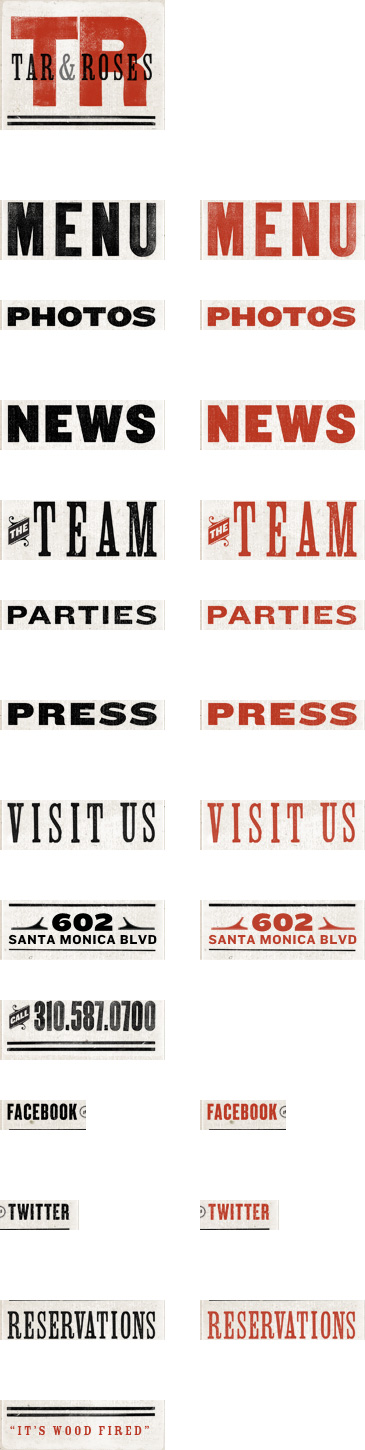 TR
TAR & ROSES
MENU MENU
PHOTOS PHOTOS
NEWS NEWS
THE TEAM THE TEAM
PARTIES PARTIES
PRESS PRESS
VISIT US VISIT US
602 602
SANTA MONICA BLVD SANTA MONICA BLVD
CALL 310.587.0700
FACEBOOK FACEBOOK
TWITTER TWITTER
RESERVATIONS RESERVATIONS
“IT'S WOOD FIRED”